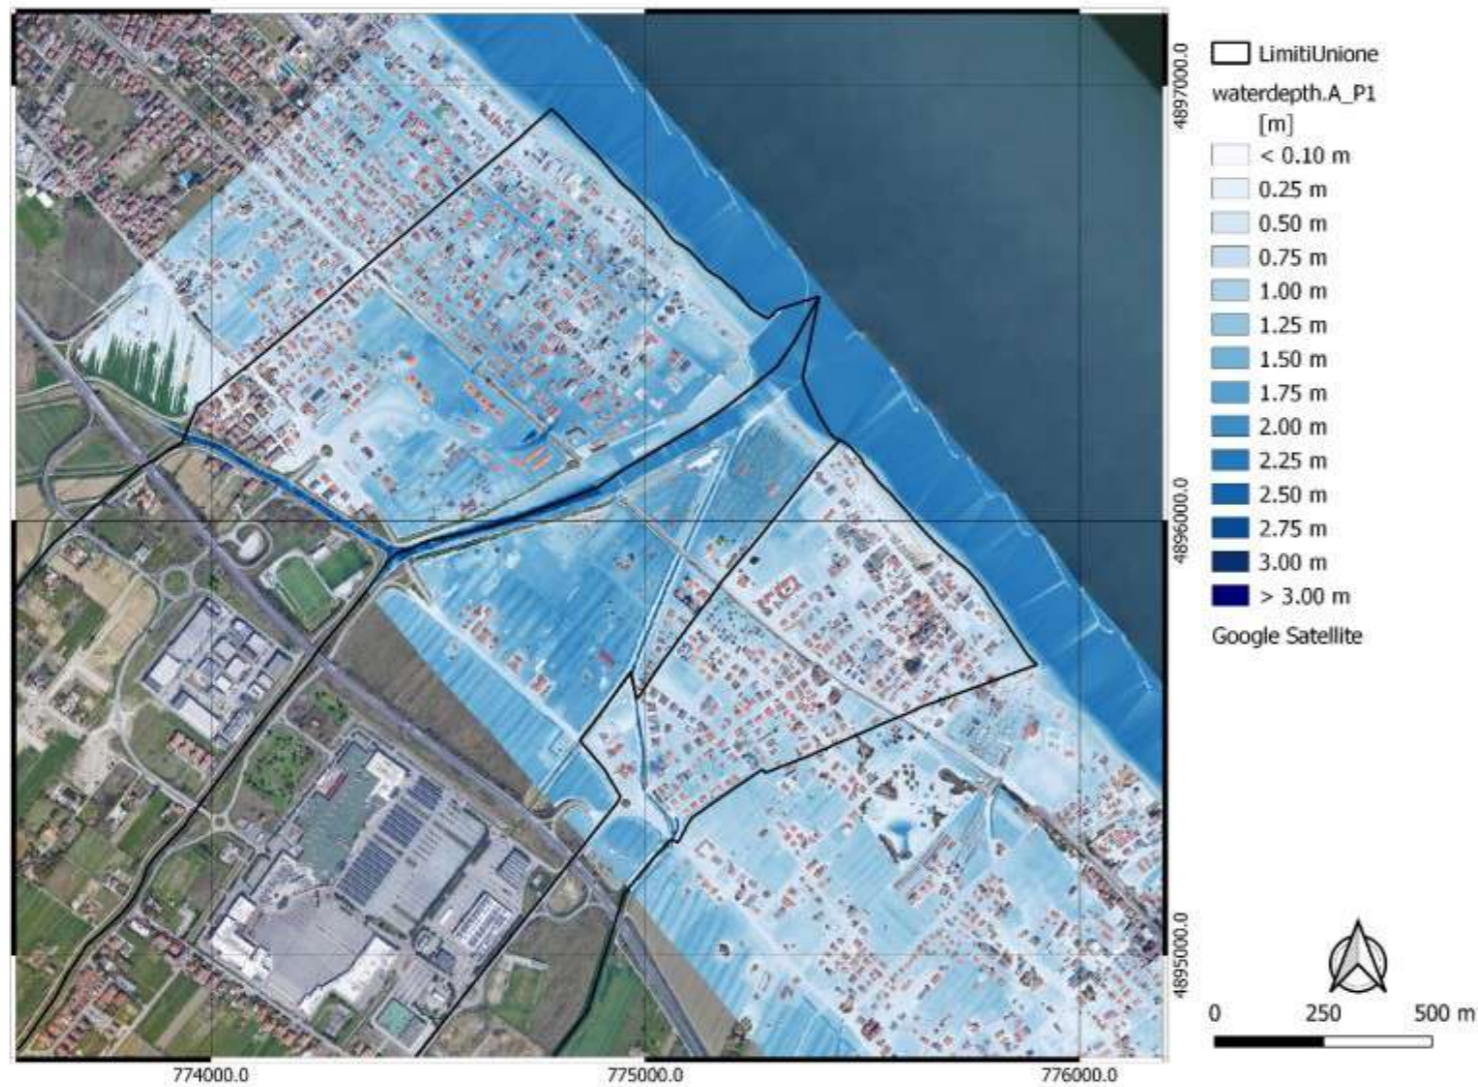 LimitiUnione
waterdepth.A_P1
[m]
< 0.10 m
0.25 m
0.50 m
0.75 m
1.00 m
1.25 m
1.50 m
1.75 m
2.00 m
2.25 m
2.50 m
2.75 m
3.00 m
> 3.00 m
Google Satellite
4897000.0
4896000.0
4895000.0
0 250 500 m
774000.0 775000.0 776000.0